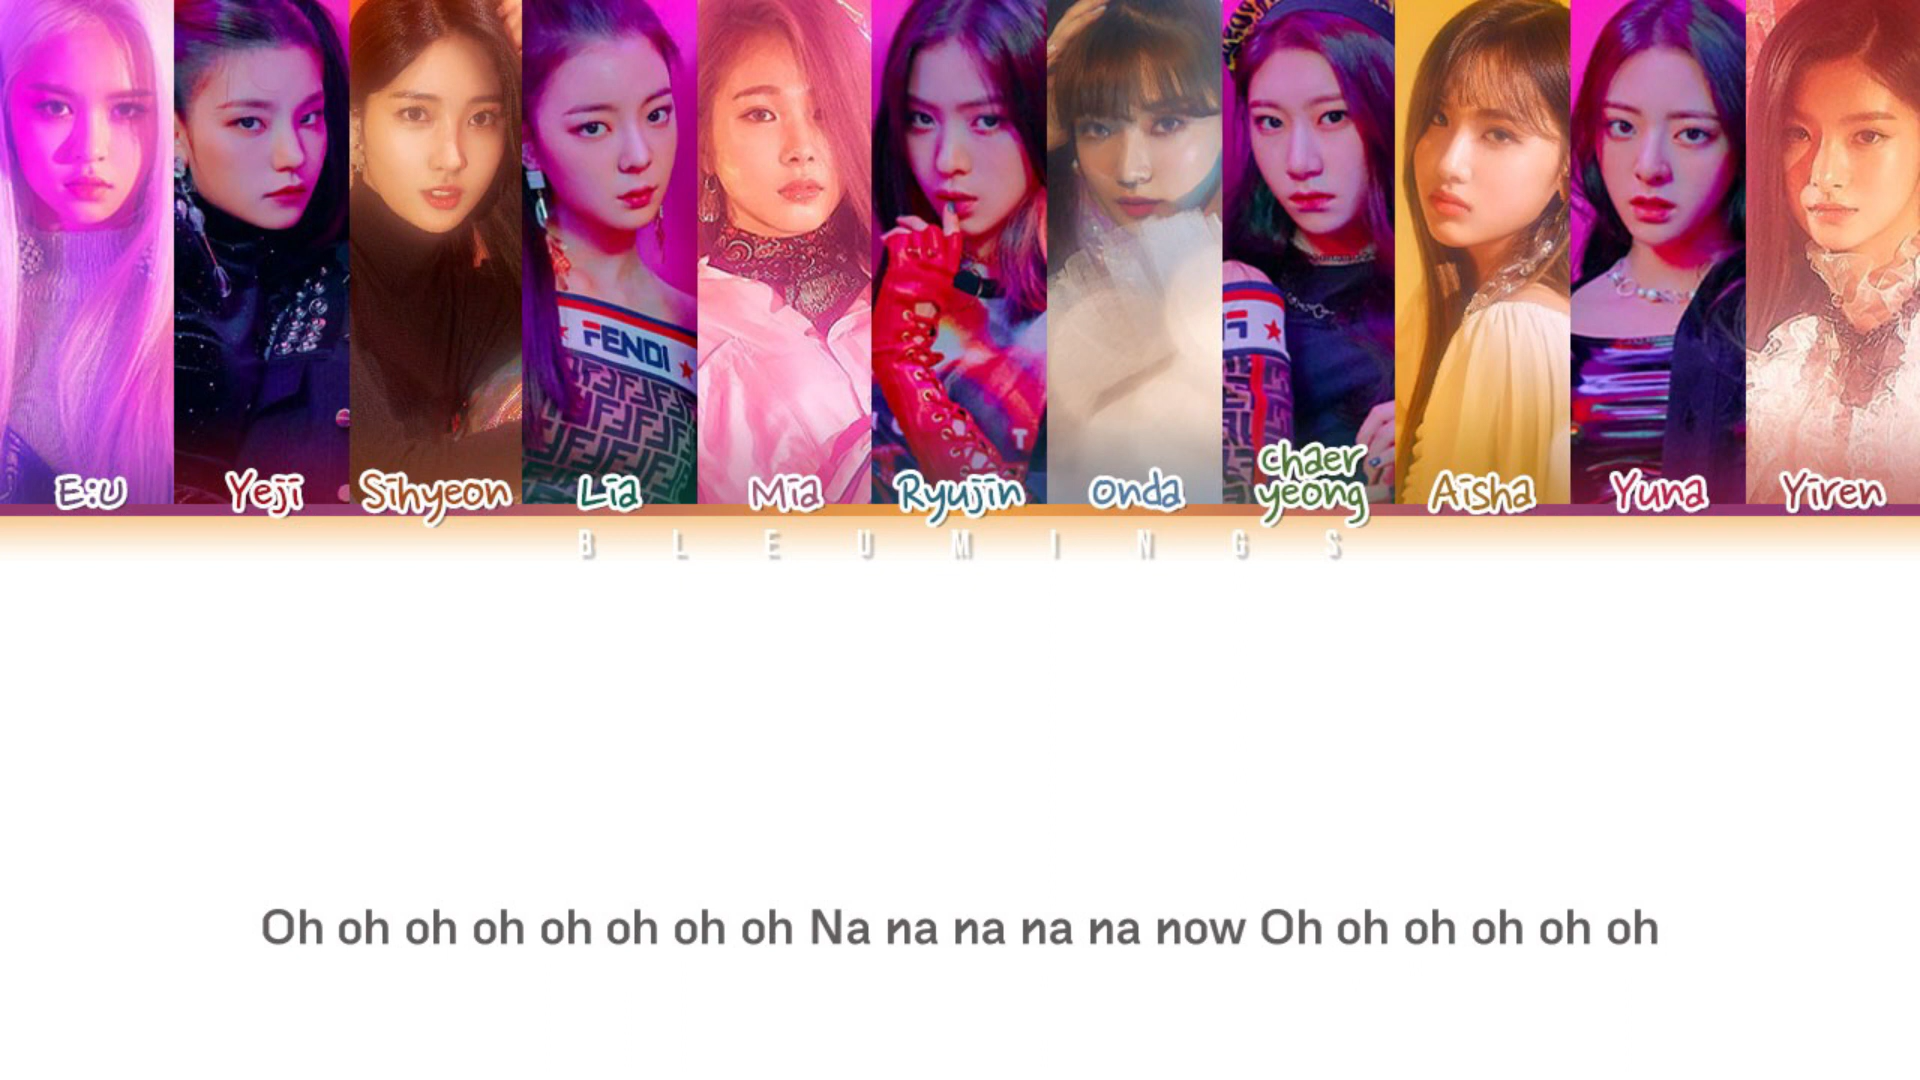 FENDI
E:U
Yeji
Sihyeon
Lia
Mia
Ryujin
Onda
chaer
yeong
Aisha
Yuna
Yiren
BLEUMINGS
Oh oh oh oh oh oh oh oh Na na na na na now Oh oh oh oh oh oh